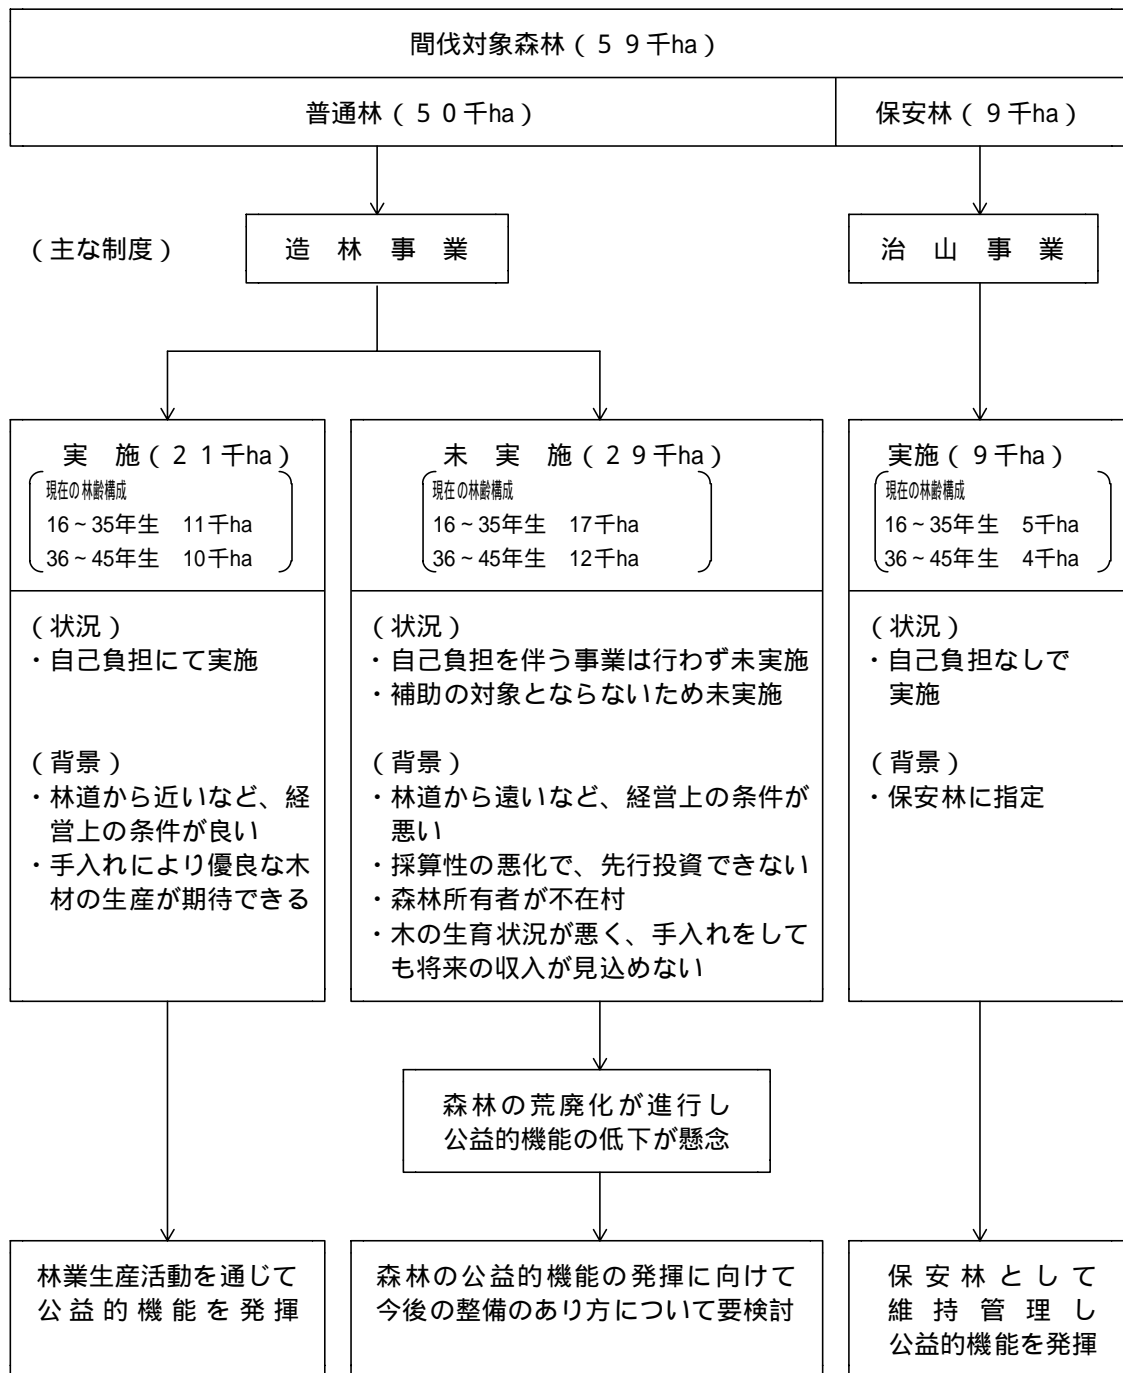 間伐対象森林(59千ha)
普通林(50千ha)
保安林(9千ha)
(主な制度)
造林事業
治山事業
実施(21千ha)
現在の林齢構成
16~35年生 11千ha
36~45年生 10千ha
(状況)
・自己負担にて実施
(背景)
・林道から近いなど、経
営上の条件が良い
・手入れにより優良な木
材の生産が期待できる
未実施(29千ha)
現在の林齢構成
16~35年生 17千ha
36~45年生 12千ha
(状況)
・自己負担を伴う事業は行わず未実施
・補助の対象とならないため未実施
(背景)
・林道から遠いなど、経営上の条件が
悪い
・採算性の悪化で、先行投資できない
・森林所有者が不在村
・木の生育状況が悪く、手入れをして
も将来の収入が見込めない
実施(9千ha)
現在の林齢構成
16~35年生 5千ha
36~45年生 4千ha
(状況)
・自己負担なしで
実施
(背景)
・保安林に指定
森林の荒廃化が進行し
公益的機能の低下が懸念
林業生産活動を通じて
公益的機能を発揮
森林の公益的機能の発揮に向けて
今後の整備のあり方について要検討
保安林として
維持管理し
公益的機能を発揮